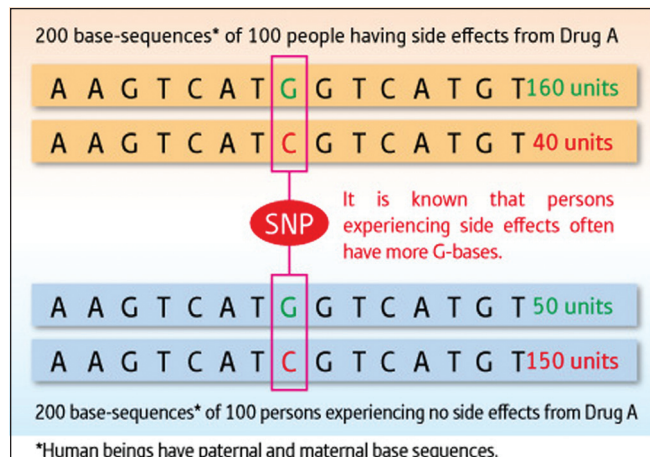 200 base-sequences* of 100 people having side effects from Drug A
A A G T C A T G G T C A T G T 160 units
A A G T C A T C G T C A T G T 40 units
SNP
It is known that persons
experiencing side effects often
have more G-bases.
A A G T C A T G G T C A T G T 50 units
A A G T C A T C G T C A T G T 150 units
200 base-sequences* of 100 persons experiencing no side effects from Drug A
*Human beings have paternal and maternal base sequences.